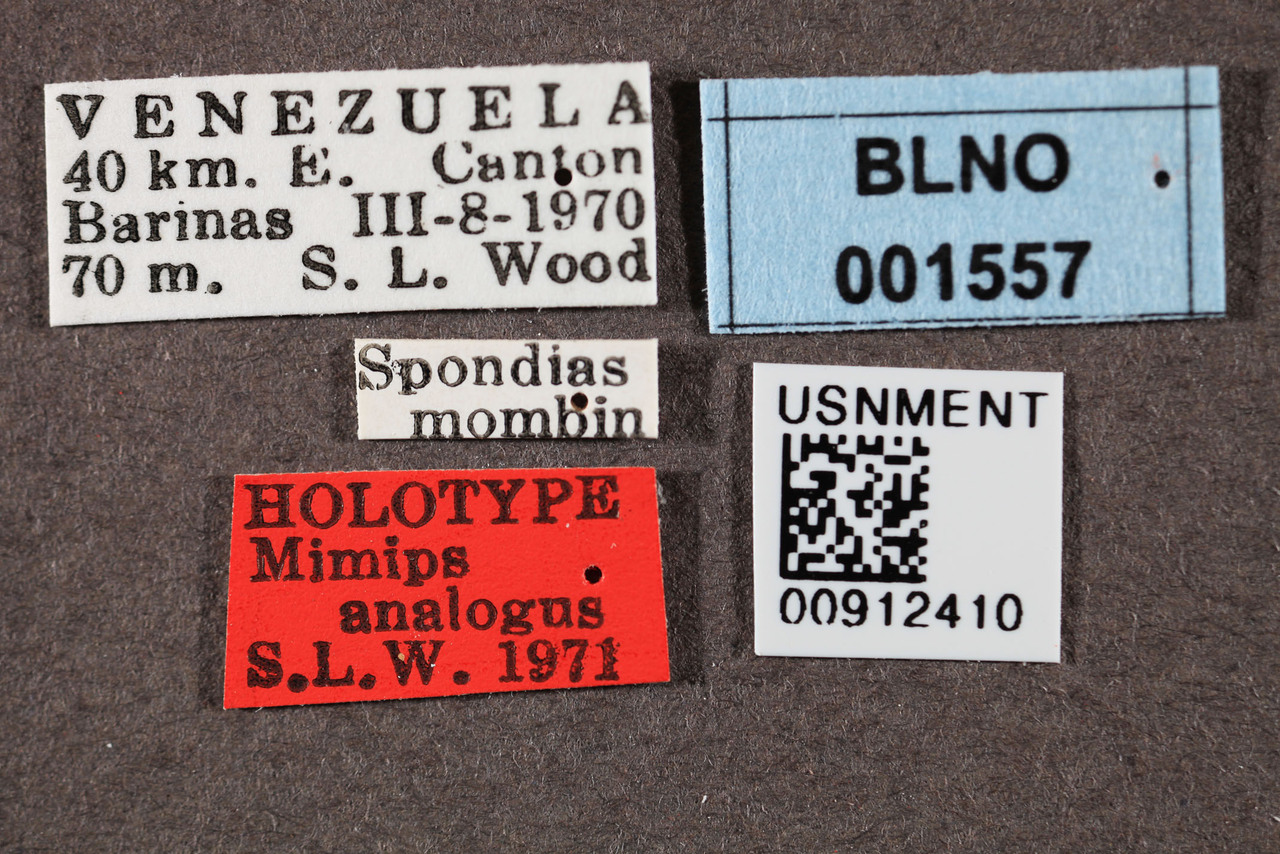 VENEZUELA
40 km. E. Canton
Barinas III-8-1970
70 m. S. L. Wood
BLNO
001557
Spondias
mombin
USNMENT
00912410
HOLOTYPE
Mimips
analogus
S.L.W. 1971